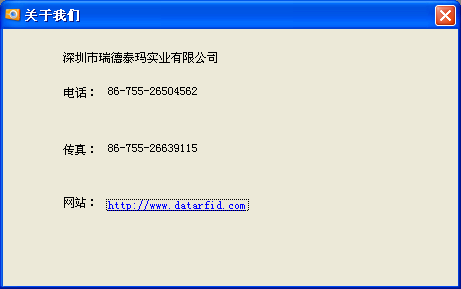 关于我们
深圳市瑞德泰玛实业有限公司
电话： 86-755-26504562
传真： 86-755-26639115
网站： http://www.datarfid.com